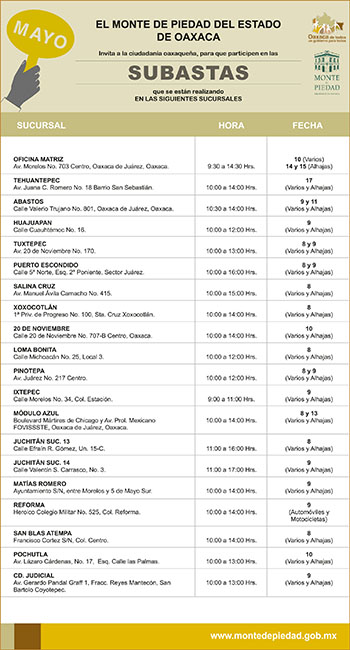 MAYO
EL MONTE DE PIEDAD DEL ESTADO
DE OAXACA
Invita a la ciudadanía oaxaqueña, para que participen en las
SUBASTAS
que se están realizando
EN LAS SIGUIENTES SUCURSALES
Oaxaca de todos
un gobierno para todos
MONTE
DE
PIEDAD
SUCURSAL HORA FECHA
OFICINA MATRIZ
Av. Morelos No. 703 Centro, Oaxaca de Juárez, Oaxaca. 9:30 a 14:30 Hrs. 10 (Varios)
14 y 15 (Alhajas)
TEHUANTEPEC 17
Av. Juana C. Romero No. 18 Barrio San Sebastián. 10:00 a 14:00 Hrs. (Varios y Alhajas)
ABASTOS 9 y 11
Calle Valerio Trujano No. 801, Oaxaca de Juárez, Oaxaca. 10:30 a 14:00 Hrs. (Varios y Alhajas)
HUAJUAPAN 9
Calle Cuauhtémoc No. 16. 10:00 a 12:00 Hrs. (Varios y Alhajas)
TUXTEPEC 8 y 9
Av. 20 de Noviembre No. 170. 10:00 a 13:00 Hrs. (Varios y Alhajas)
PUERTO ESCONDIDO 8 y 9
Calle 5ª Norte, Esq. 2ª Poniente, Sector Juárez. 10:00 a 16:00 Hrs. (Varios y Alhajas)
SALINA CRUZ 8
Av. Manuel Ávila Camacho No. 415. 10:00 a 15:00 Hrs. (Varios y Alhajas)
XOXOCOTLÁN 8
1ª Priv. de Progreso No. 100, Sta. Cruz Xoxocotlán. 10:00 a 14:00 Hrs. (Varios y Alhajas)
20 DE NOVIEMBRE 10
Calle 20 de Noviembre No. 707-B Centro, Oaxaca. 10:00 a 14:00 Hrs. (Varios y Alhajas)
LOMA BONITA 8
Calle Michoacán No. 25, Local 3. 10:00 a 12:00 Hrs. (Varios y Alhajas)
PINOTEPA 8 y 9
Av. Juárez No. 217 Centro. 10:00 a 12:00 Hrs. (Varios y Alhajas)
IXTEPEC 9
Calle Morelos No. 34, Col. Estación. 9:00 a 11:00 Hrs. (Varios y Alhajas)
MÓDULO AZUL 8 y 13
Boulevard Mártires de Chicago y Av. Prol. Mexicano 10:00 a 14:00 Hrs. (Varios y Alhajas)
FOVISSSTE, Oaxaca de Juárez, Oaxaca.
JUCHITÁN SUC. 13 8
Calle Efraín R. Gómez, Un. 15-C. 11:00 a 16:00 Hrs. (Varios y Alhajas)
JUCHITÁN SUC. 14 9
Calle Valentín S. Carrasco, No. 3. 11:00 a 17:00 Hrs. (Varios y Alhajas)
MATÍAS ROMERO 9
Ayuntamiento S/N, entre Morelos y 5 de Mayo Sur. 10:00 a 14:00 Hrs. (Varios y Alhajas)
REFORMA 9
Heroico Colegio Militar No. 525, Col. Reforma. 10:00 a 14:00 Hrs. (Automóviles y
Motocicletas)
SAN BLAS ATEMPA 8
Francisco Cortez S/N, Col. Centro. 10:00 a 14:00 Hrs. (Varios y Alhajas)
POCHUTLA 10
Av. Lázaro Cárdenas, No. 17, Esq. Calle las Palmas. 10:00 a 13:00 Hrs. (Varios y Alhajas)
CD. JUDICIAL 9
Av. Gerardo Pandal Graff 1, Fracc. Reyes Mantecón, San 10:00 a 13:00 Hrs. (Varios y Alhajas)
Bartolo Coyotepec.
www.montedepiedad.gob.mx